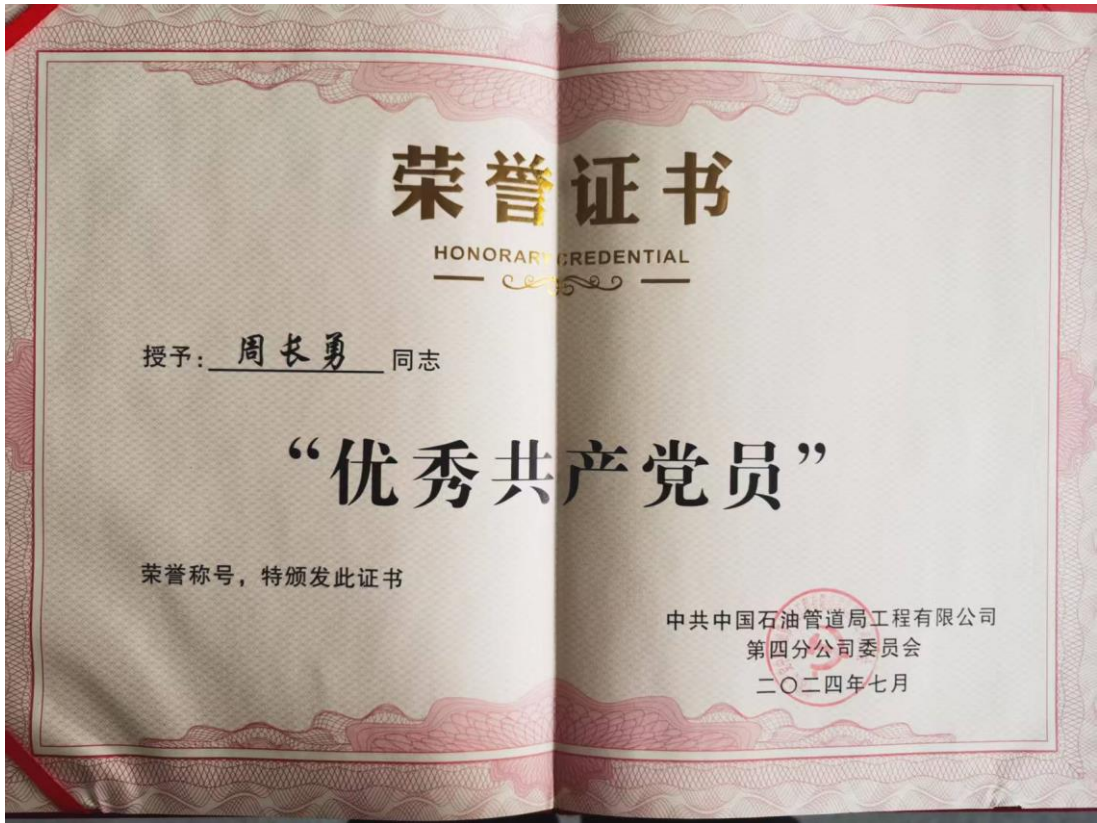 荣誉证书
HONORARY CREDENTIAL
授予：周长勇 同志
“优秀共产党员”
荣誉称号，特颁发此证书
中共中国石油管道局工程有限公司
第四分公司委员会
二〇二四年七月